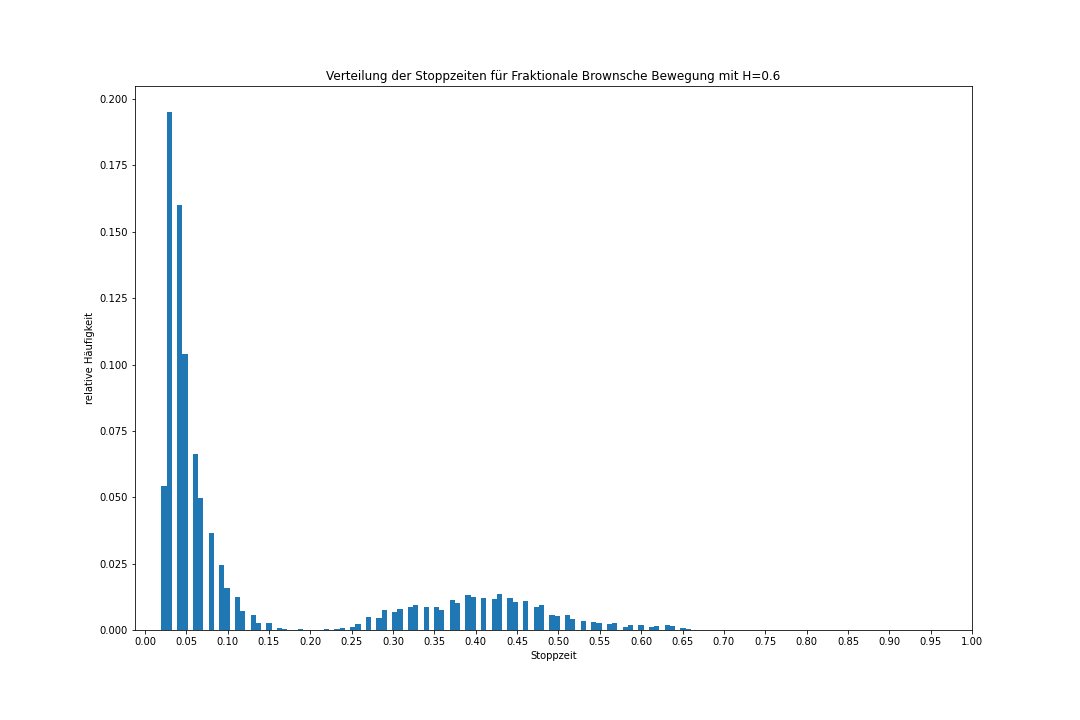 Verteilung der Stoppzeiten für Fraktionale Brownsche Bewegung mit H=0.6
0.200
0.175
0.150
0.125
0.100
0.075
0.050
0.025
0.000
relative Häufigkeit
0.00 0.05 0.10 0.15 0.20 0.25 0.30 0.35 0.40 0.45 0.50 0.55 0.60 0.65 0.70 0.75 0.80 0.85 0.90 0.95 1.00
Stoppzeit